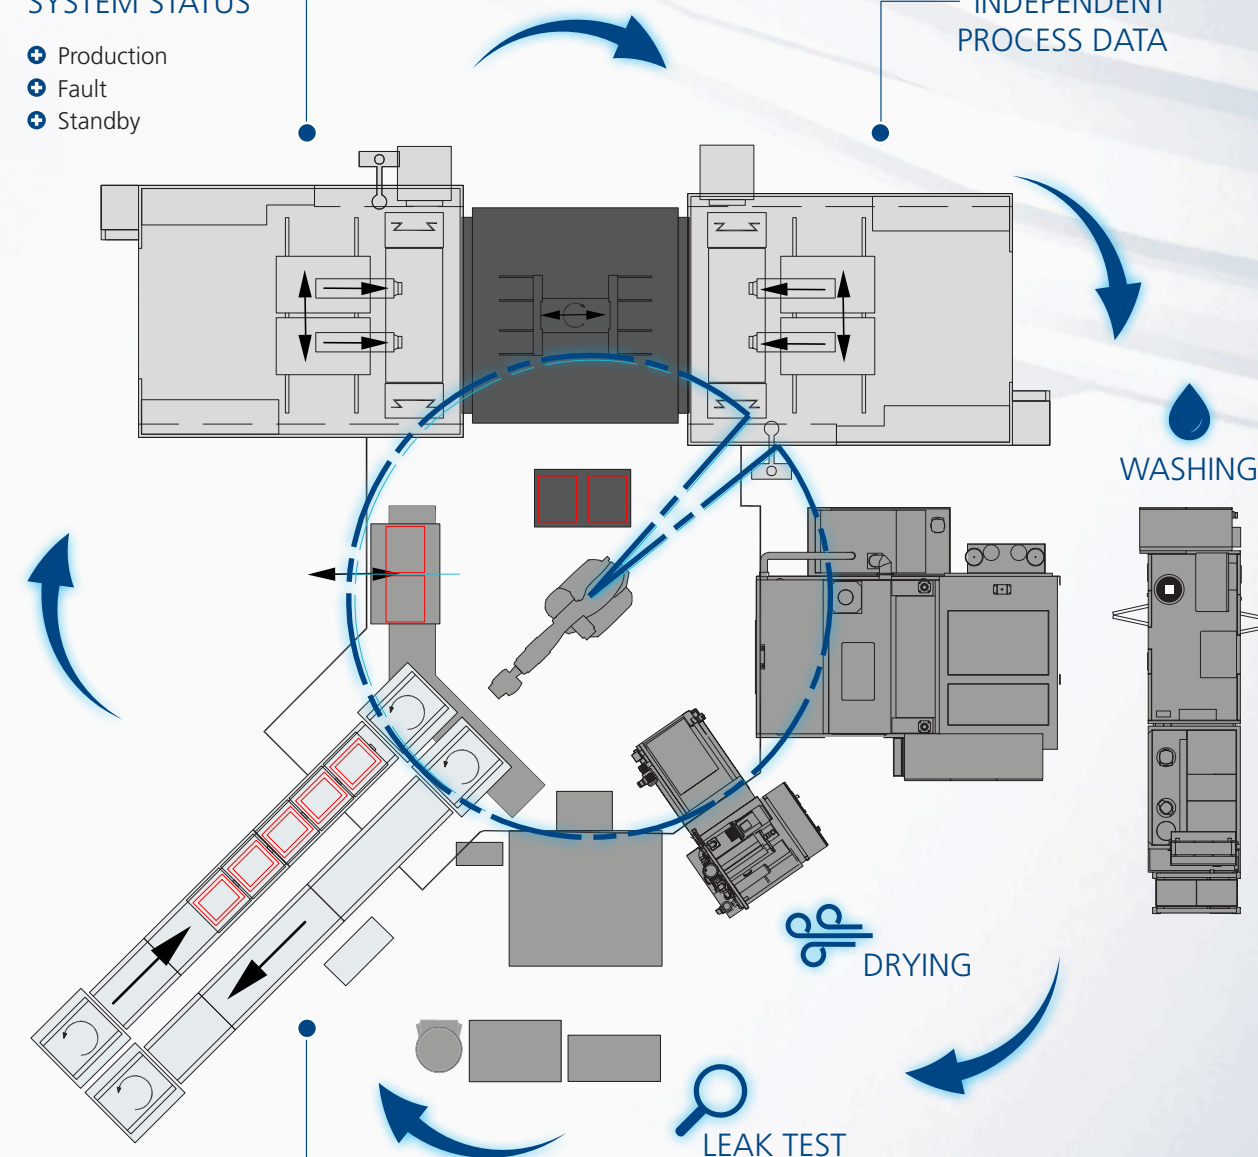 SYSTEM STATUS
Production
Fault
Standby
INDEPENDENT
PROCESS DATA
WASHING
DRYING
LEAK TEST